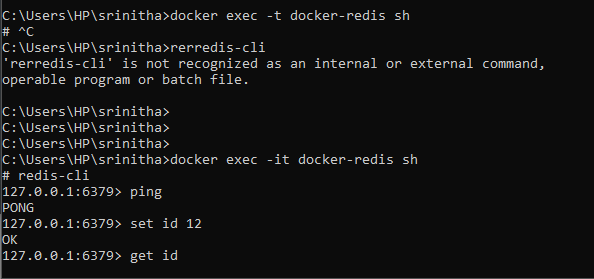 C:\Users\HP\srinitha>docker exec -t docker-redis sh
# ^C
C:\Users\HP\srinitha>rerredis-cli
'rerredis-cli' is not recognized as an internal or external command,
operable program or batch file.
C:\Users\HP\srinitha>
C:\Users\HP\srinitha>
C:\Users\HP\srinitha>
C:\Users\HP\srinitha>docker exec -it docker-redis sh
# redis-cli
127.0.0.1:6379> ping
PONG
127.0.0.1:6379> set id 12
OK
127.0.0.1:6379> get id